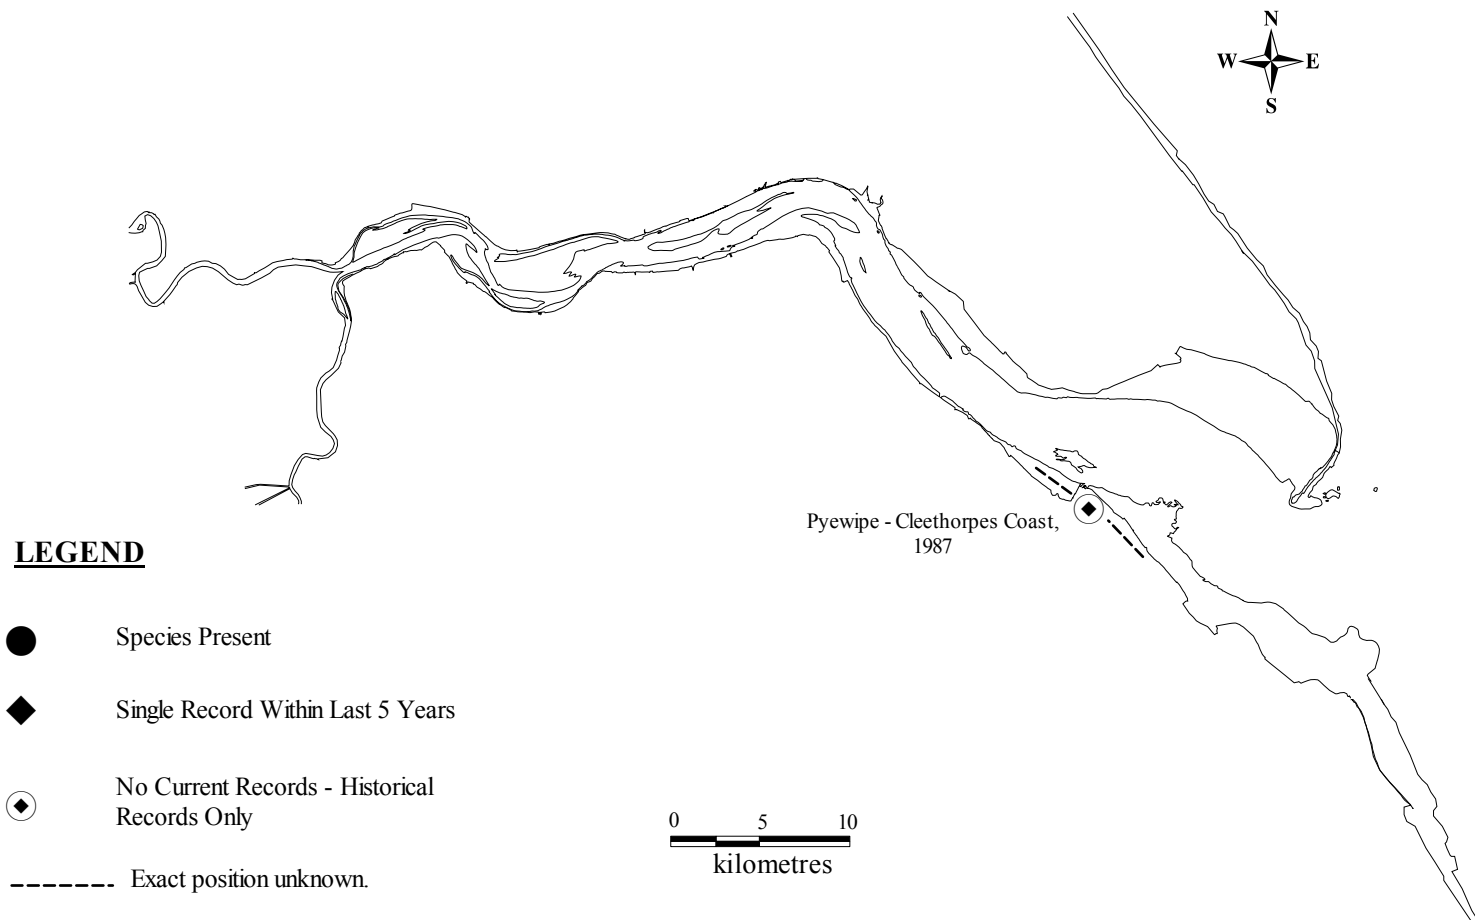 N
W E
S
Pyewipe - Cleethorpes Coast,
1987
LEGEND
Species Present
Single Record Within Last 5 Years
No Current Records - Historical
Records Only
Exact position unknown.
0 5 10
kilometres